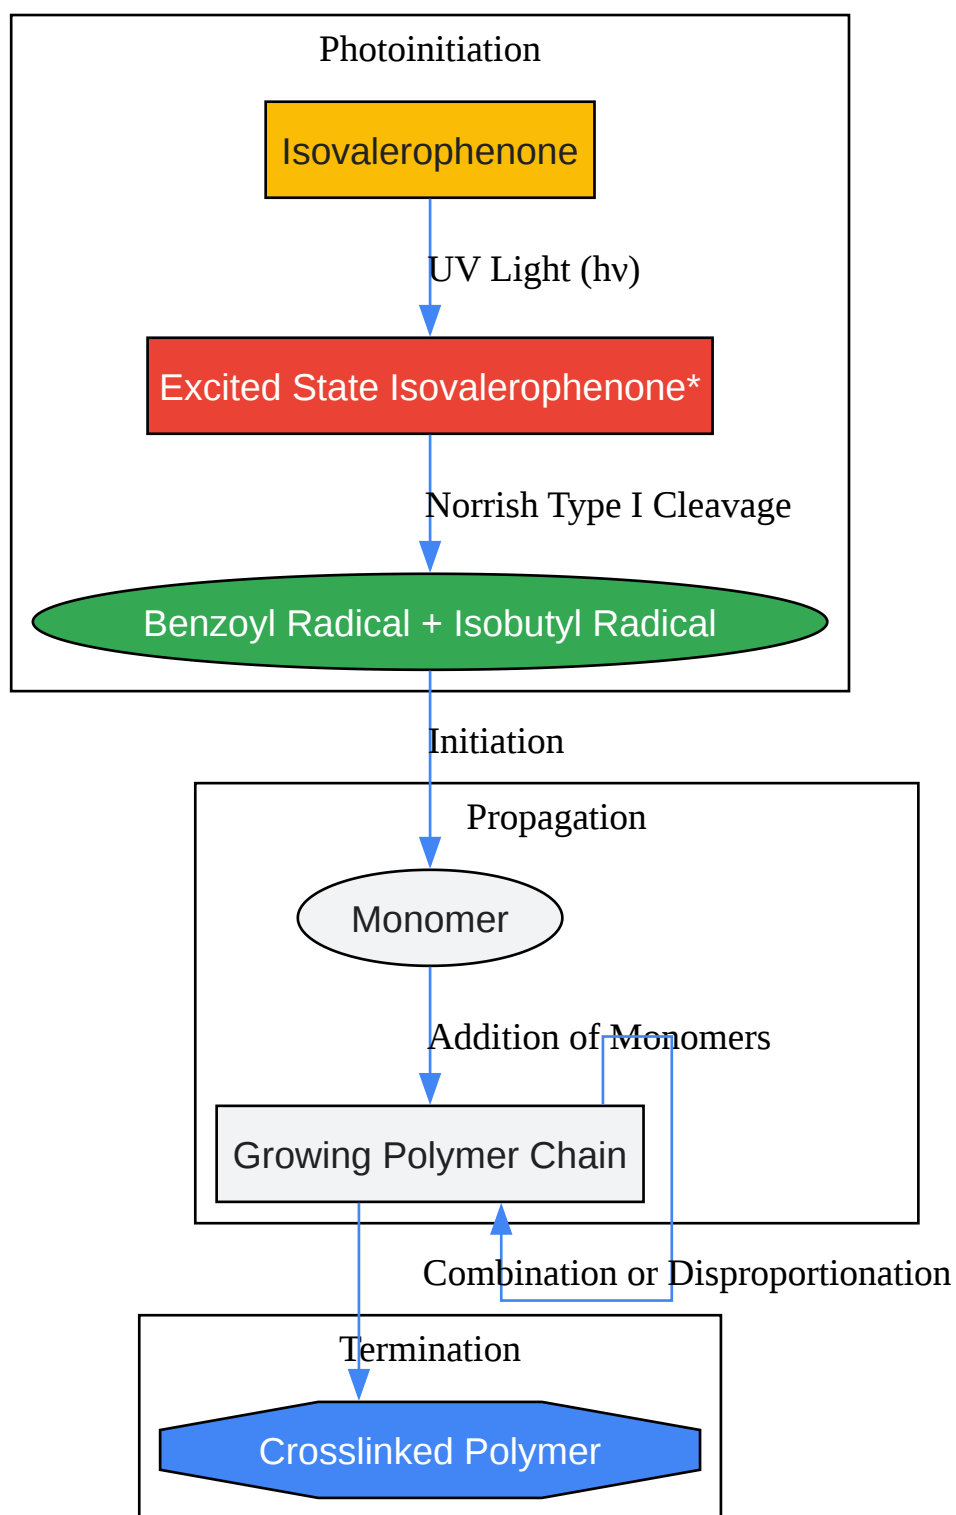 Photoinitiation
Isovalerophenone
UV Light (hν)
Excited State Isovalerophenone*
Norrish Type I Cleavage
Benzoyl Radical + Isobutyl Radical
Initiation
Propagation
Monomer
Addition of Monomers
Growing Polymer Chain
Combination or Disproportionation
Termination
Crosslinked Polymer